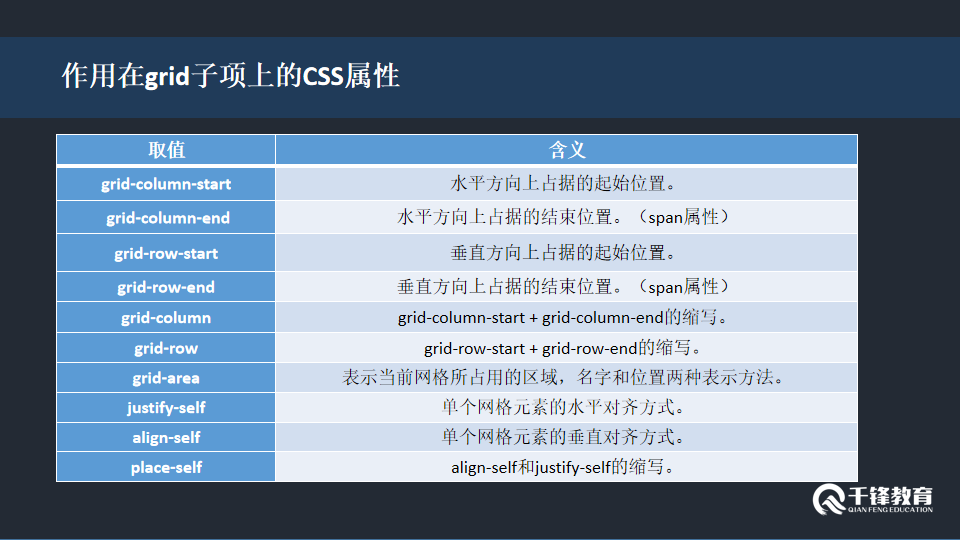 作用在grid子项上的CSS属性
取值 含义
grid-column-start 水平方向上占据的起始位置。
grid-column-end 水平方向上占据的结束位置。（span属性）
grid-row-start 垂直方向上占据的起始位置。
grid-row-end 垂直方向上占据的结束位置。（span属性）
grid-column grid-column-start + grid-column-end的缩写。
grid-row grid-row-start + grid-row-end的缩写。
grid-area 表示当前网格所占用的区域，名字和位置两种表示方法。
justify-self 单个网格元素的水平对齐方式。
align-self 单个网格元素的垂直对齐方式。
place-self align-self和justify-self的缩写。
千锋教育
QIAN FENG EDUCATION